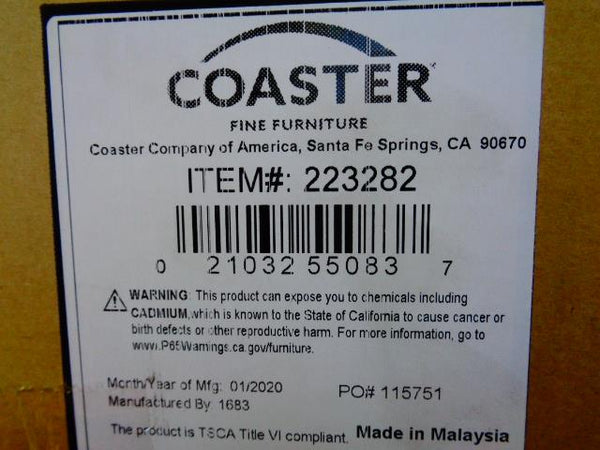 COASTER
FINE FURNITURE
Coaster Company of America, Santa Fe Springs, CA 90670
ITEM#: 223282
0 21032 55083 7
WARNING: This product can expose you to chemicals including
CADMIUM, which is known to the State of California to cause cancer or
birth defects or other reproductive harm. For more information, go to
www.P65Warnings.ca.gov/furniture.
Month/Year of Mfg: 01/2020 PO# 115751
Manufactured By: 1683
The product is TSCA Title VI compliant. Made in Malaysia